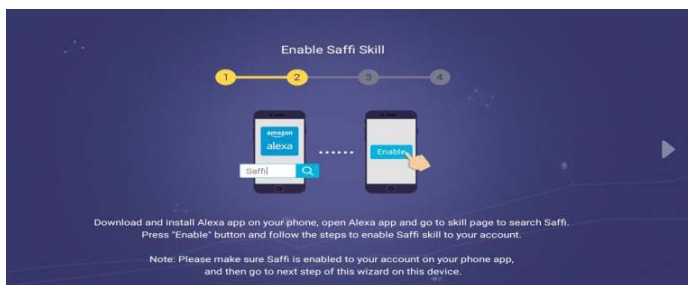 Enable Saffi Skill
1 2 3 4
amazon
alexa
Saffi
Enable
Download and install Alexa app on your phone, open Alexa app and go to skill page to search Saffi.
Press "Enable" button and follow the steps to enable Saffi skill to your account.
Note: Please make sure Saffi is enabled to your account on your phone app,
and then go to next step of this wizard on this device.